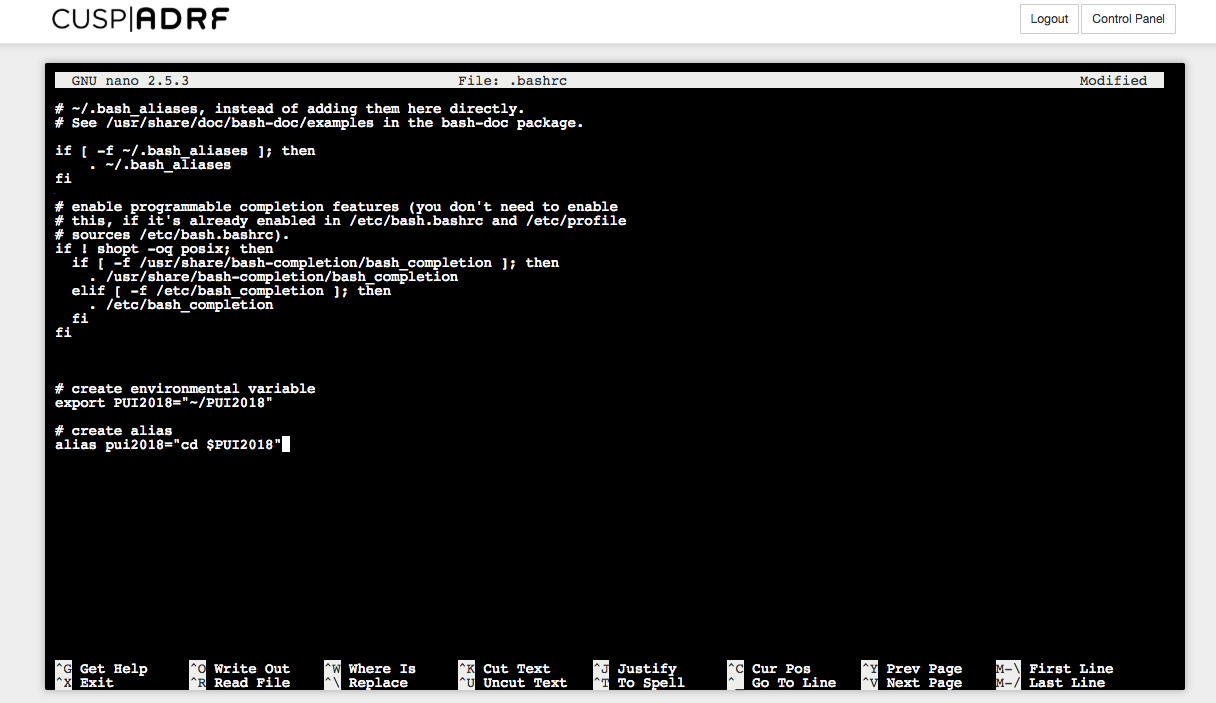 CUSP|ADRF
Logout Control Panel
GNU nano 2.5.3 File: .bashrc Modified
# ~/.bash_aliases, instead of adding them here directly.
# See /usr/share/doc/bash-doc/examples in the bash-doc package.
if [ -f ~/.bash_aliases ]; then
    . ~/.bash_aliases
fi
# enable programmable completion features (you don't need to enable
# this, if it's already enabled in /etc/bash.bashrc and /etc/profile
# sources /etc/bash.bashrc).
if ! shopt -oq posix; then
  if [ -f /usr/share/bash-completion/bash_completion ]; then
    . /usr/share/bash-completion/bash_completion
  elif [ -f /etc/bash_completion ]; then
    . /etc/bash_completion
  fi
fi
# create environmental variable
export PUI2018="~/PUI2018"
# create alias
alias pui2018="cd $PUI2018"
^G Get Help ^O Write Out ^W Where Is ^K Cut Text ^J Justify ^C Cur Pos ^Y Prev Page M-\ First Line
^X Exit ^R Read File ^\ Replace ^U Uncut Text ^T To Spell ^_ Go To Line ^V Next Page M-/ Last Line